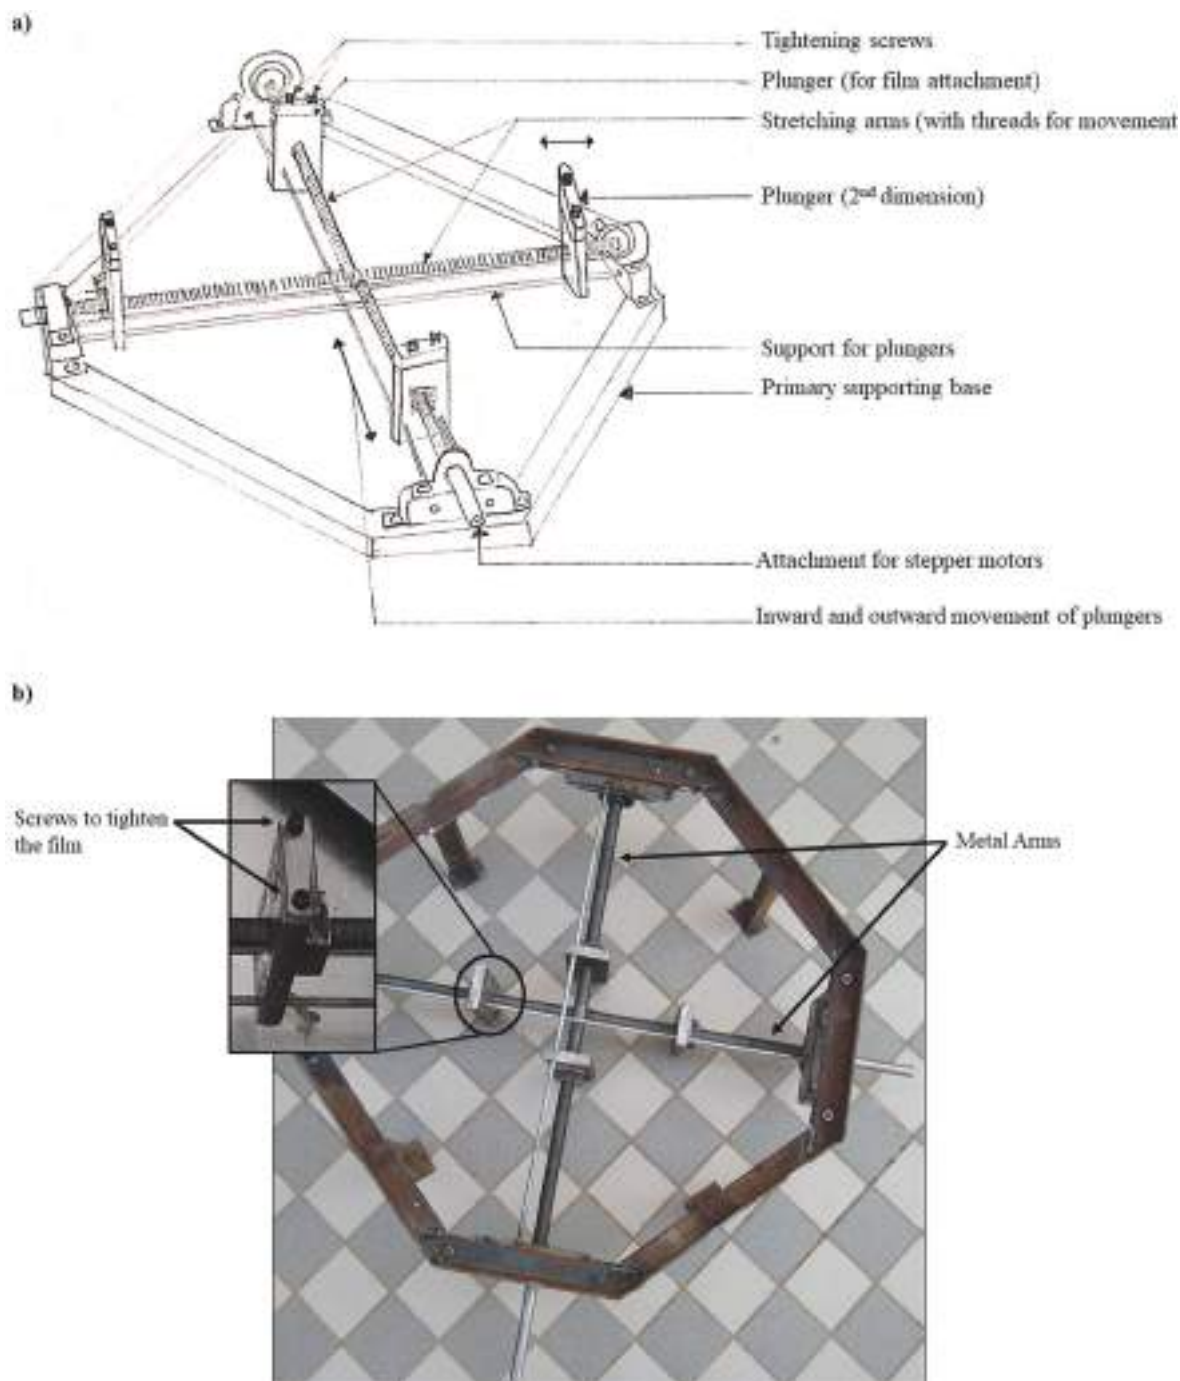 a)
Tightening screws
Plunger (for film attachment)
Stretching arms (with threads for movement
Plunger (2nd dimension)
Support for plungers
Primary supporting base
Attachment for stepper motors
Inward and outward movement of plungers
b)
Screws to tighten
the film
Metal Arms